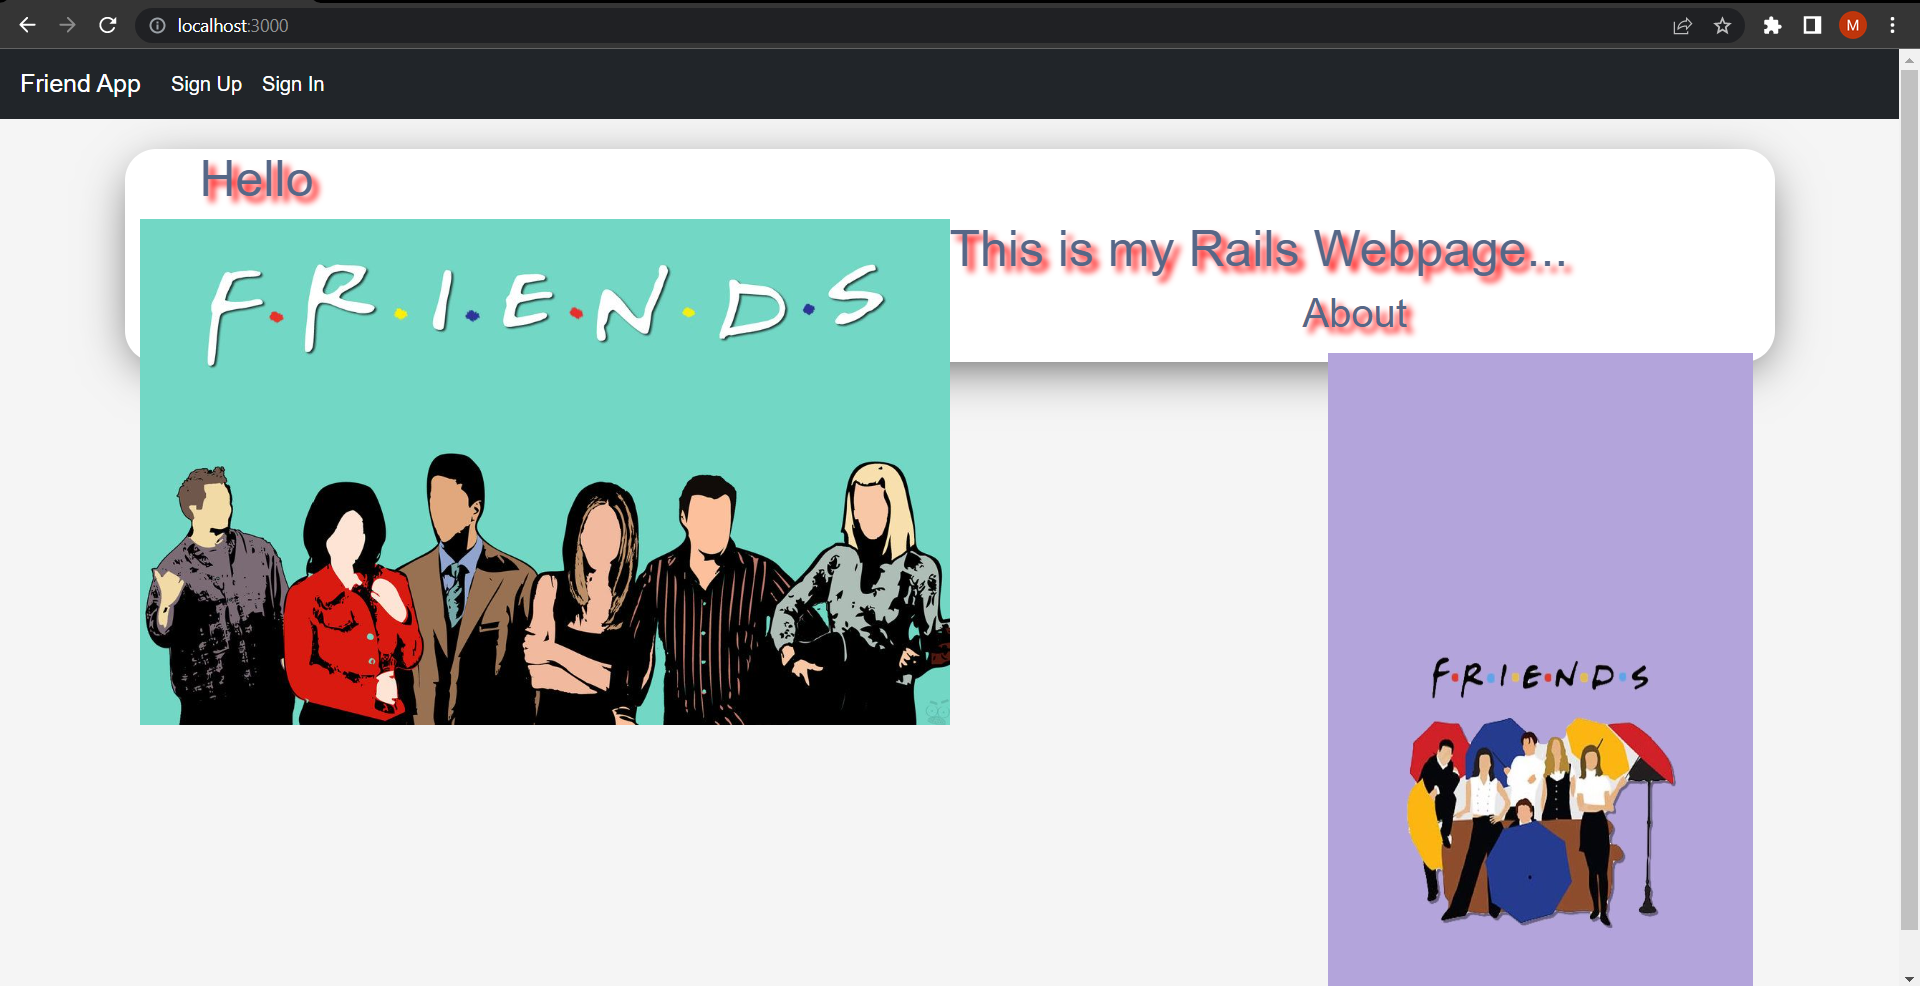 localhost:3000
M
Friend App Sign Up Sign In
Hello
F·R·I·E·N·D·S
This is my Rails Webpage...
About
F·R·I·E·N·D·S